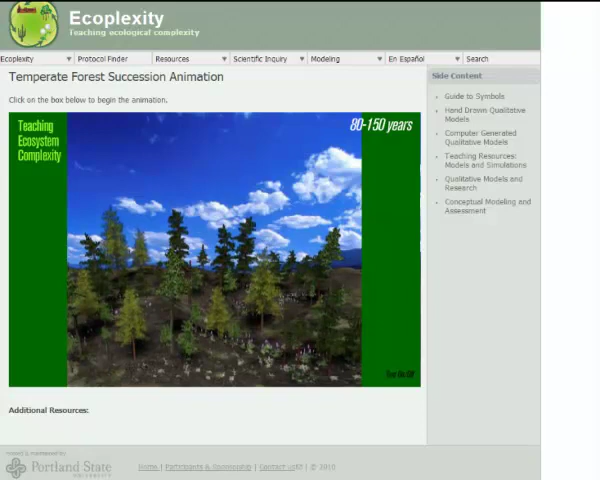 Ecoplexity
Teaching ecological complexity
Ecoplexity Protocol Finder Resources Scientific Inquiry Modeling En Español Search
Temperate Forest Succession Animation
Click on the box below to begin the animation.
Teaching
Ecosystem
Complexity
80-150 years
Additional Resources:
Side Content
Guide to Symbols
Hand Drawn Qualitative
Models
Computer Generated
Qualitative Models
Teaching Resources:
Models and Simulations
Qualitative Models and
Research
Conceptual Modeling and
Assessment
Portland State
UNIVERSITY
Home | Participants & Sponsorship | Contact us | © 2010